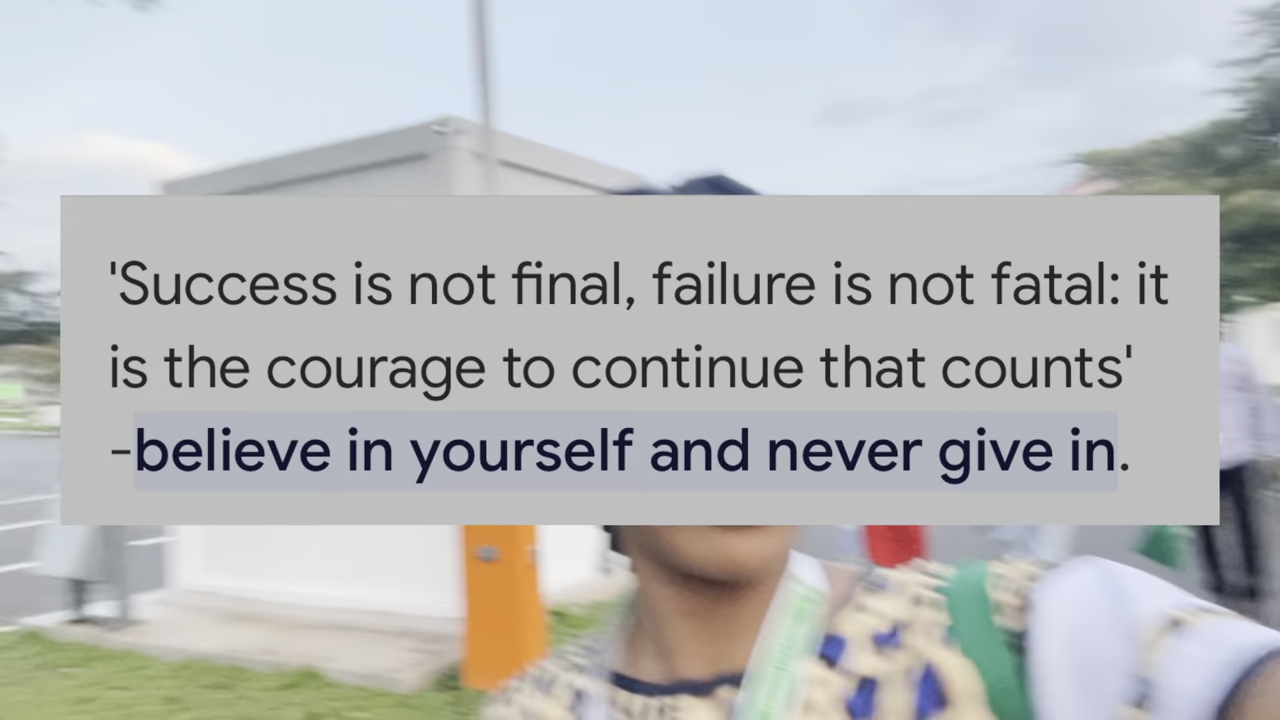 'Success is not final, failure is not fatal: it
is the courage to continue that counts'
-believe in yourself and never give in.